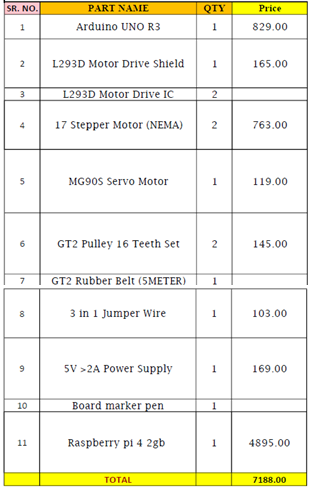 SR. NO. PART NAME QTY Price
1 Arduino UNO R3 1 829.00
2 L293D Motor Drive Shield 1 165.00
3 L293D Motor Drive IC 2
4 17 Stepper Motor (NEMA) 2 763.00
5 MG90S Servo Motor 1 119.00
6 GT2 Pulley 16 Teeth Set 2 145.00
7 GT2 Rubber Belt (5METER) 1
8 3 in 1 Jumper Wire 1 103.00
9 5V >2A Power Supply 1 169.00
10 Board marker pen 1
11 Raspberry pi 4 2gb 1 4895.00
TOTAL 7188.00